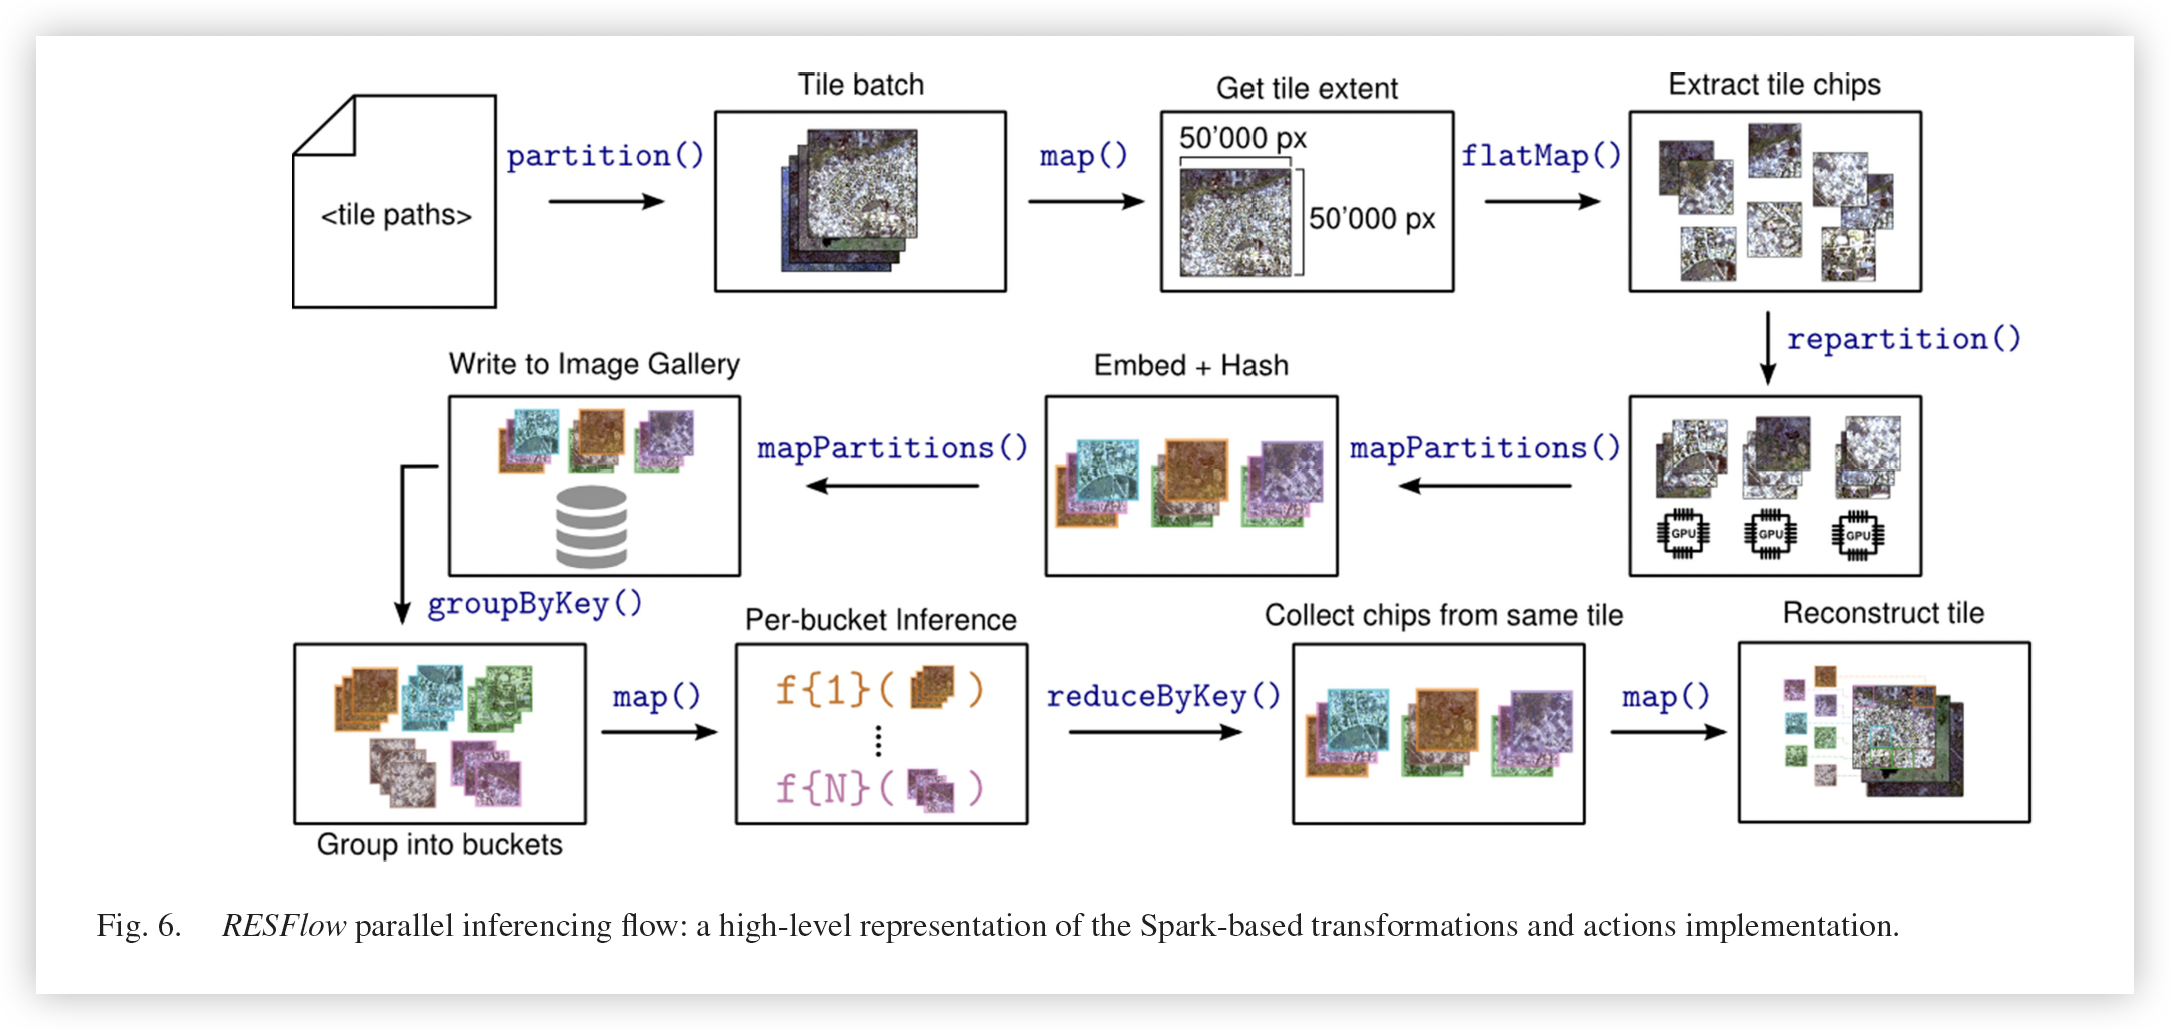 <tile paths>
partition()
Tile batch
map()
Get tile extent
50’000 px
50’000 px
flatMap()
Extract tile chips
repartition()
GPU
GPU
GPU
mapPartitions()
Embed + Hash
mapPartitions()
Write to Image Gallery
groupByKey()
Group into buckets
map()
Per-bucket Inference
f{1}( )
f{N}( )
reduceByKey()
Collect chips from same tile
map()
Reconstruct tile
Fig. 6. RESFlow parallel inferencing flow: a high-level representation of the Spark-based transformations and actions implementation.